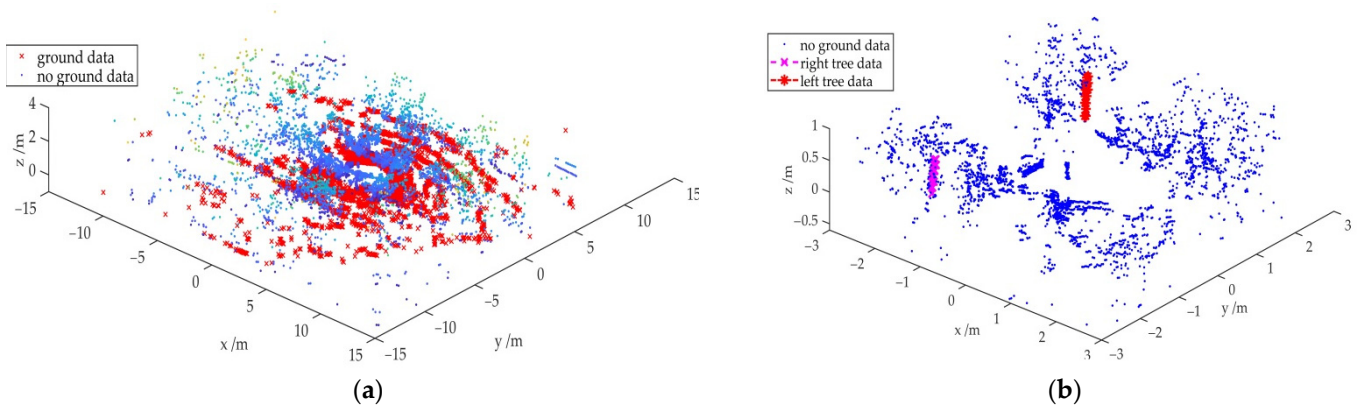 ground data
no ground data
4
2
0
−15
−10
−5
0
5
10
15
x /m
−15
−10
−5
0
5
10
15
y /m
z /m
(a)
no ground data
right tree data
left tree data
1
0.5
0
−0.5
−3
−2
−1
0
1
2
3
x /m
−3
−2
−1
0
1
2
3
y /m
z /m
(b)